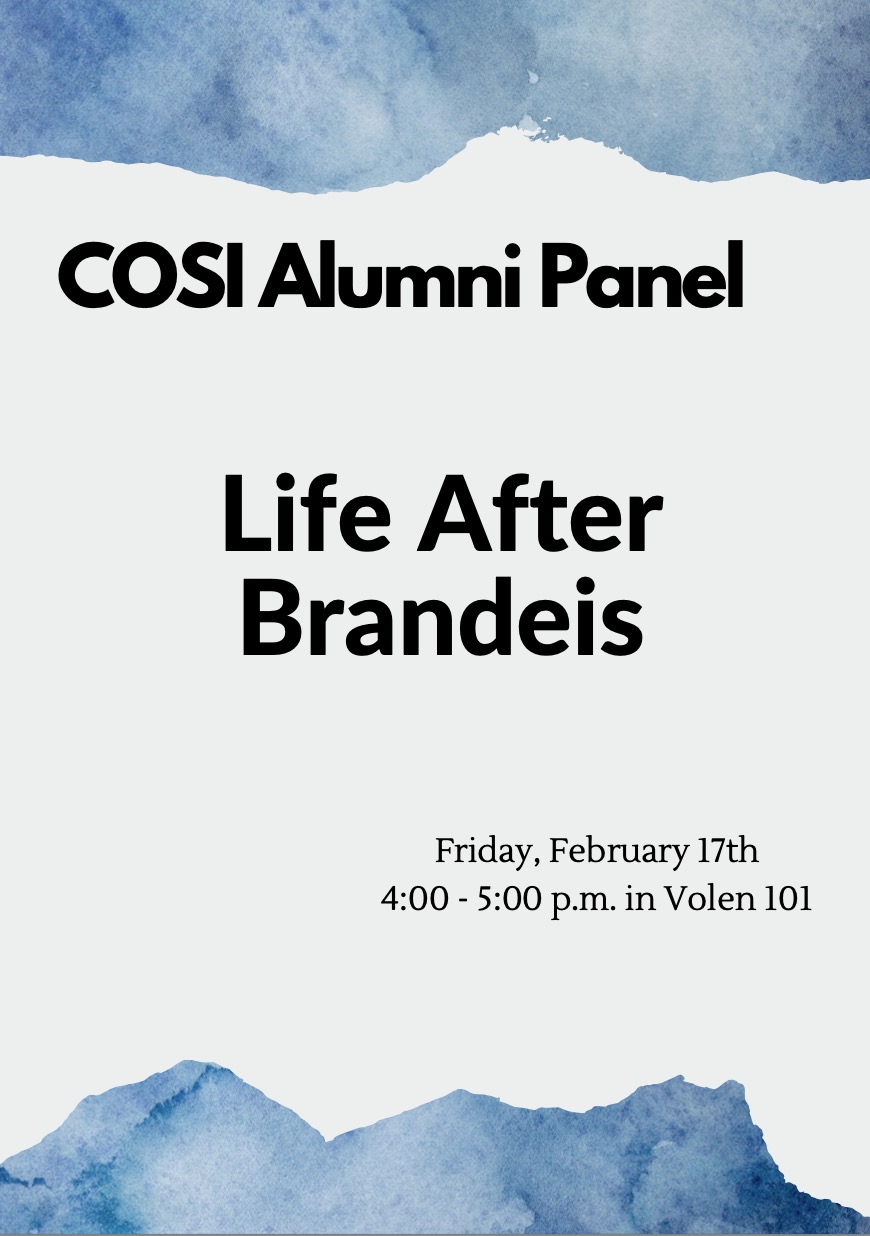 COSI Alumni Panel
Life After
Brandeis
Friday, February 17th
4:00 - 5:00 p.m. in Volen 101